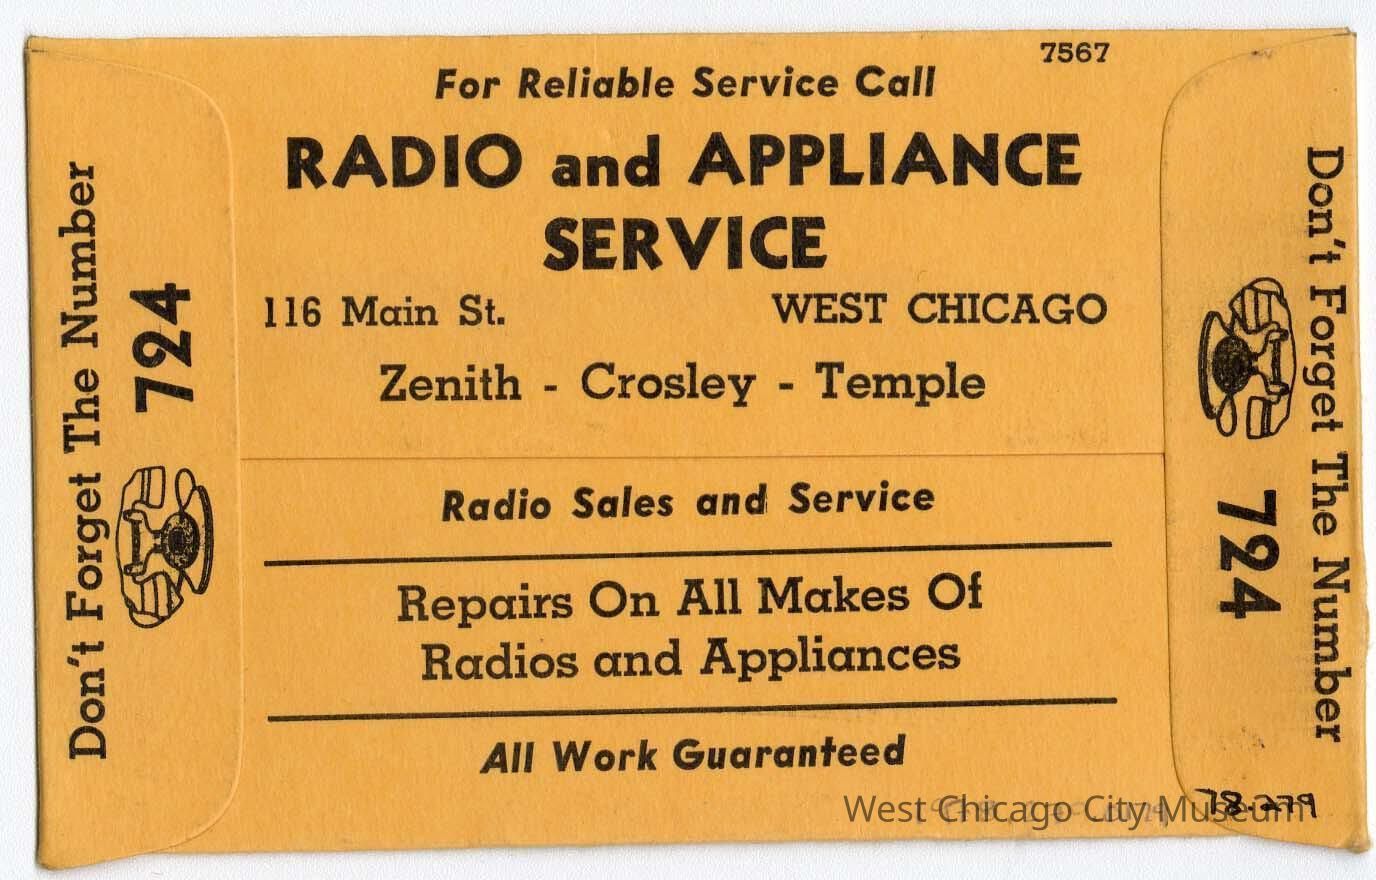 7567
For Reliable Service Call
RADIO and APPLIANCE
SERVICE
116 Main St. WEST CHICAGO
Zenith - Crosley - Temple
Radio Sales and Service
Repairs On All Makes Of
Radios and Appliances
All Work Guaranteed
Don't Forget The Number
724
Don't Forget The Number
724
78.279
West Chicago City Museum